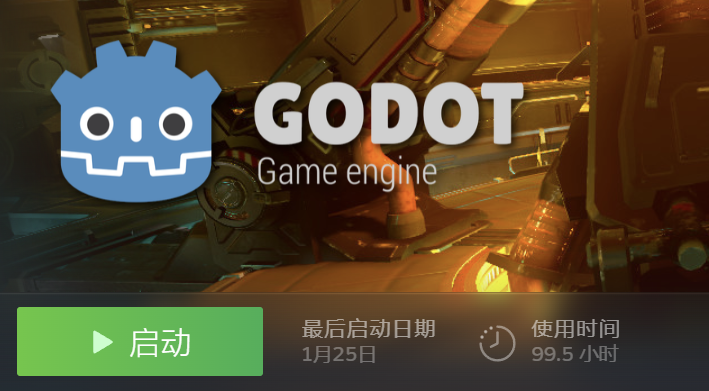 GODOT
Game engine
启动
最后启动日期
1月25日
使用时间
99.5 小时